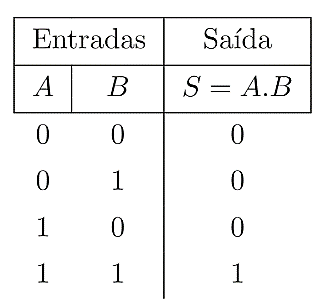 Entradas Saída
A B S = A.B
0 0 0
0 1 0
1 0 0
1 1 1